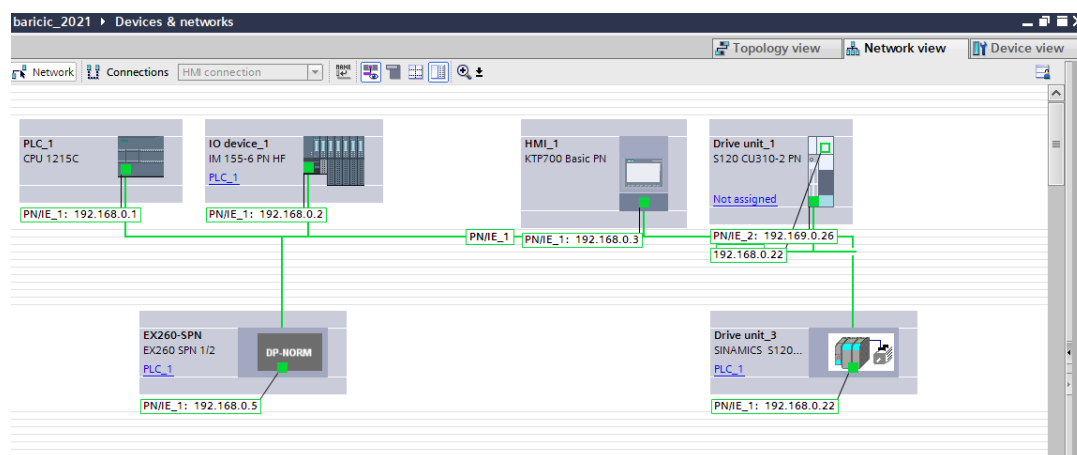 baricic_2021 ▸ Devices & networks
Topology view
Network view
Device view
Network
Connections
HMI connection
PLC_1
CPU 1215C
PN/IE_1: 192.168.0.1
IO device_1
IM 155-6 PN HF
PLC_1
PN/IE_1: 192.168.0.2
HMI_1
KTP700 Basic PN
PN/IE_1
PN/IE_1: 192.168.0.3
Drive unit_1
S120 CU310-2 PN
Not assigned
PN/IE_2: 192.169.0.26
192.168.0.22
EX260-SPN
EX260 SPN 1/2
DP-NORM
PLC_1
PN/IE_1: 192.168.0.5
Drive unit_3
SINAMICS S120...
PLC_1
PN/IE_1: 192.168.0.22